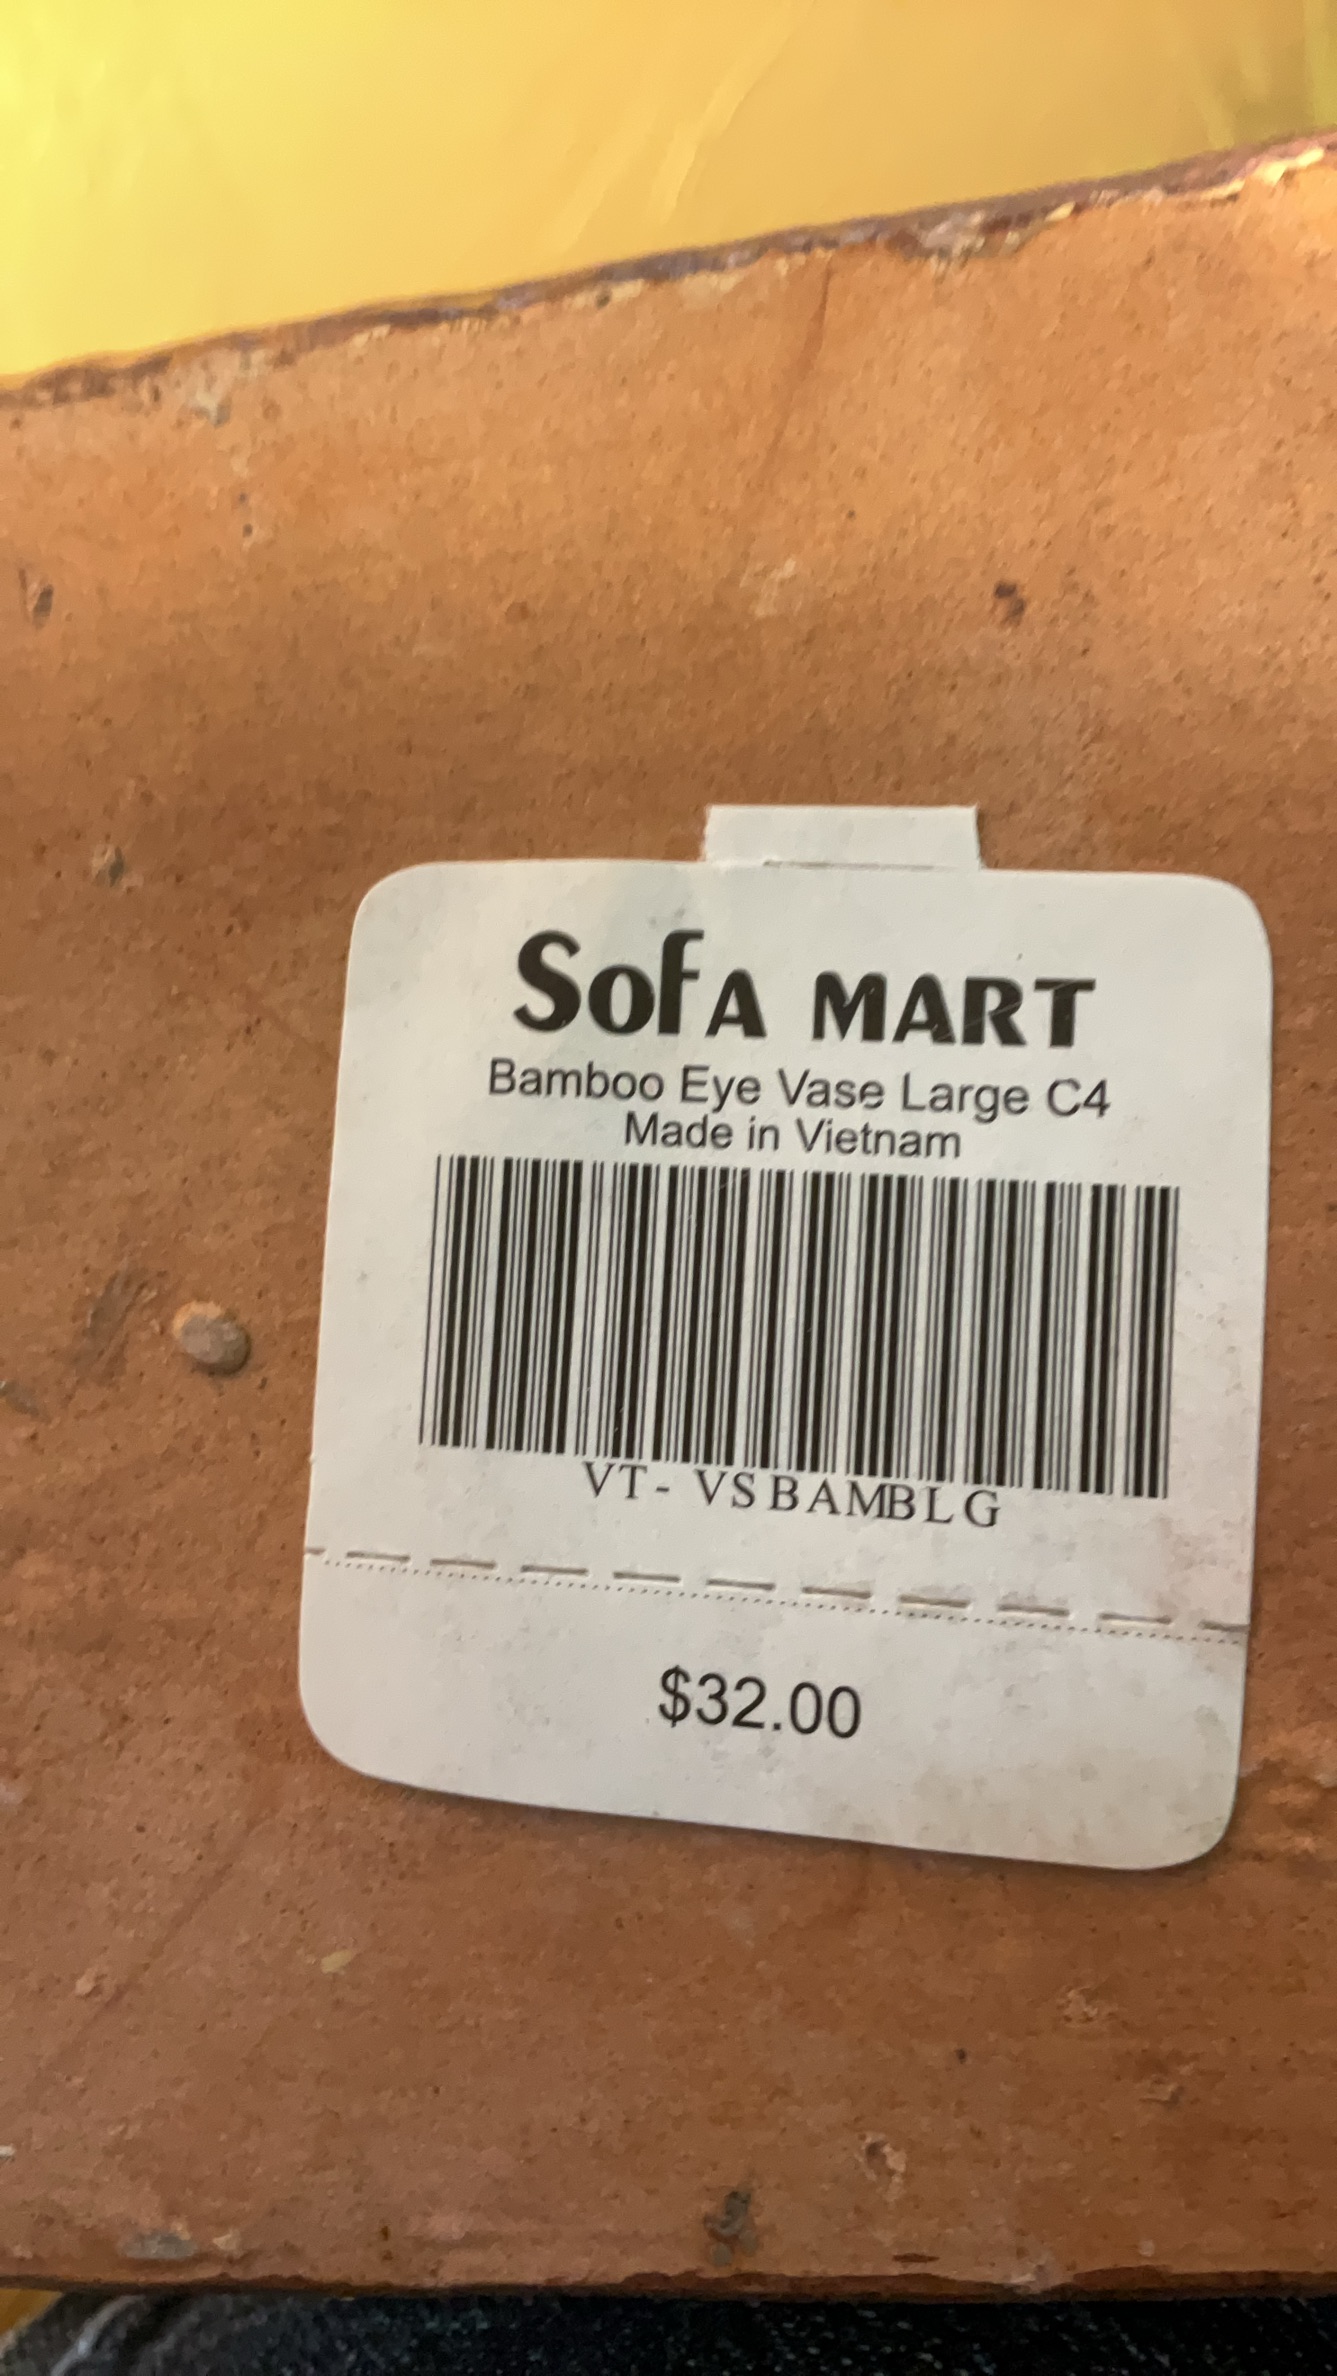 Sofa Mart
Bamboo Eye Vase Large C4
Made in Vietnam
VT-VSBAMBLG
$32.00